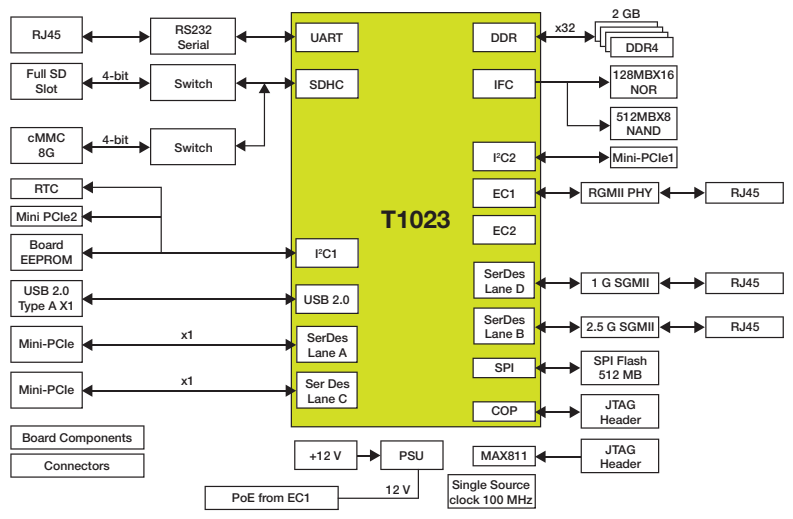 RJ45
RS232
Serial
UART
Full SD
Slot
4-bit
Switch
SDHC
cMMC
8G
4-bit
Switch
RTC
Mini PCIe2
Board
EEPROM
I²C1
USB 2.0
Type A X1
USB 2.0
Mini-PCIe
x1
SerDes
Lane A
Mini-PCIe
x1
Ser Des
Lane C
T1023
DDR
x32
2 GB
DDR4
IFC
128MBX16
NOR
512MBX8
NAND
I²C2
Mini-PCIe1
EC1
RGMII PHY
RJ45
EC2
SerDes
Lane D
1 G SGMII
RJ45
SerDes
Lane B
2.5 G SGMII
RJ45
SPI
SPI Flash
512 MB
COP
JTAG
Header
Board Components
Connectors
+12 V
PSU
MAX811
JTAG
Header
PoE from EC1
12 V
Single Source
clock 100 MHz